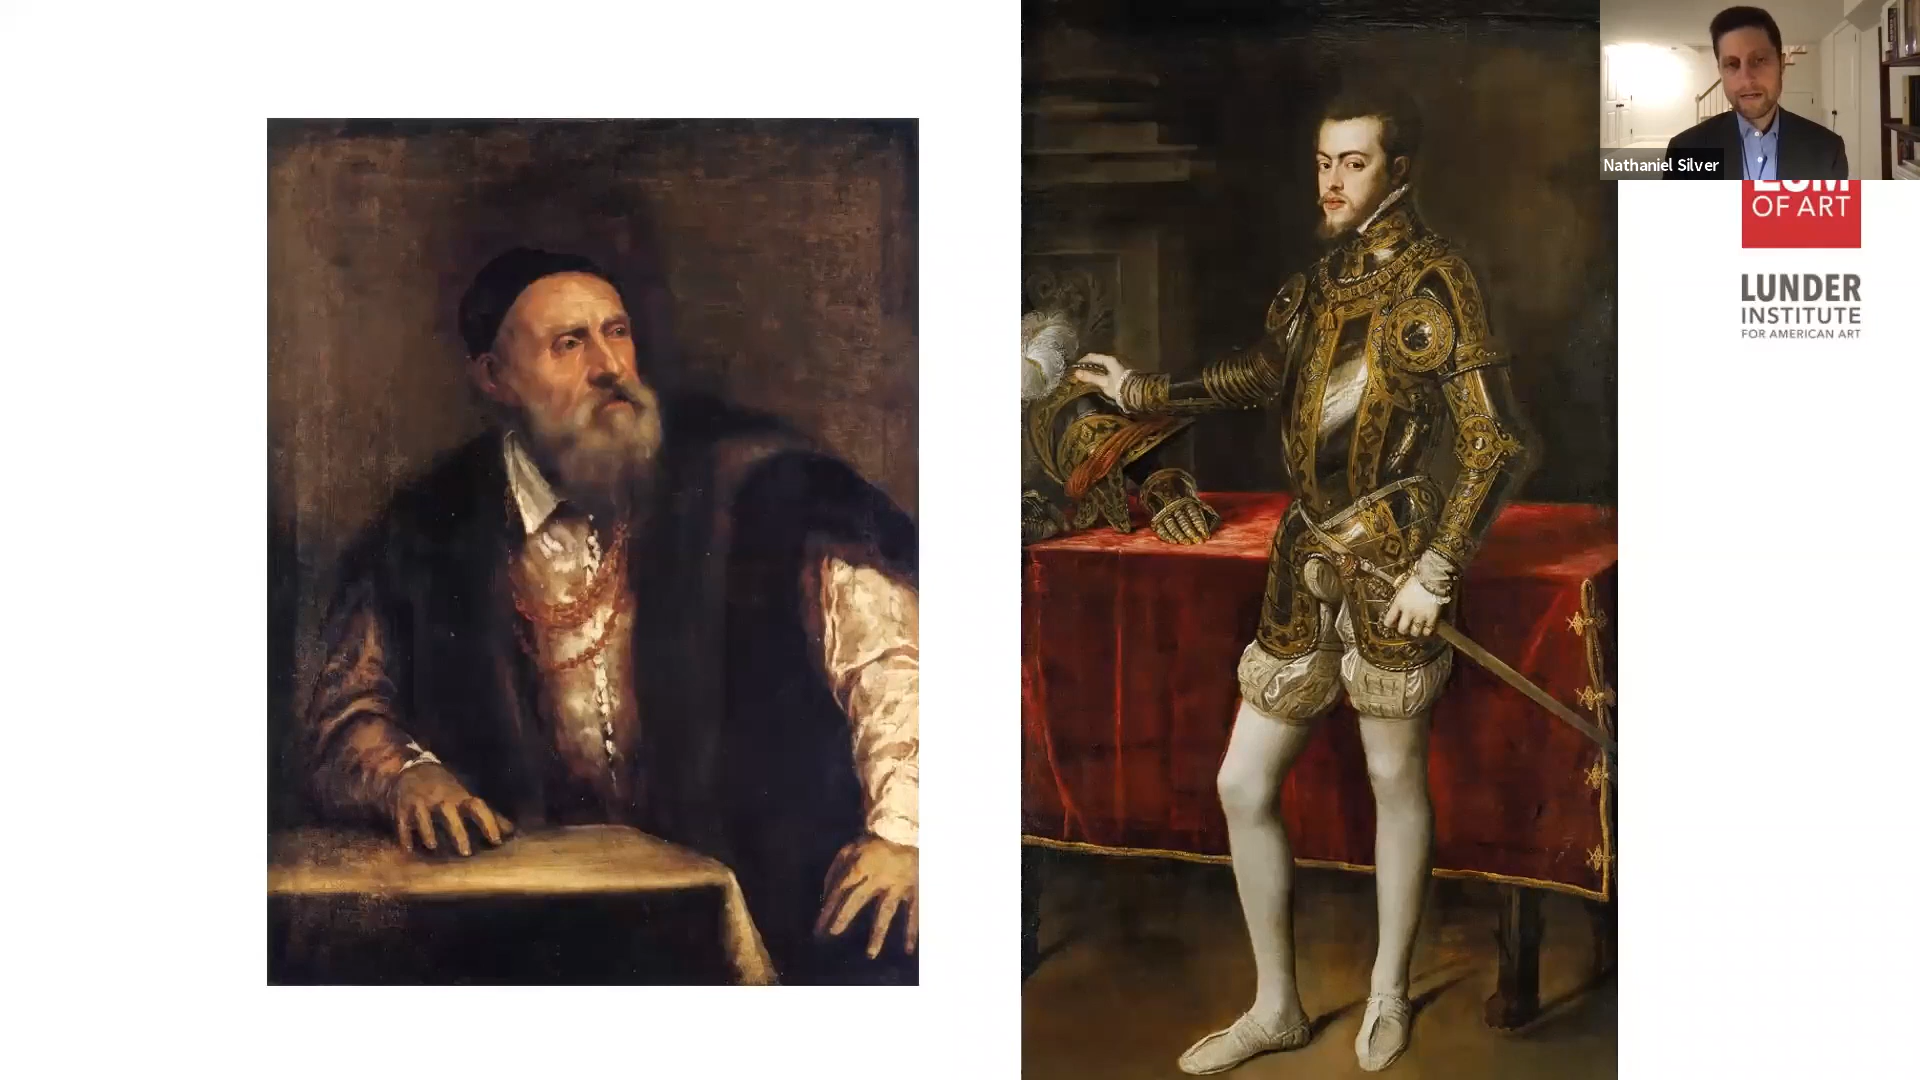 Nathaniel Silver
OF ART
LUNDER
INSTITUTE
FOR AMERICAN ART